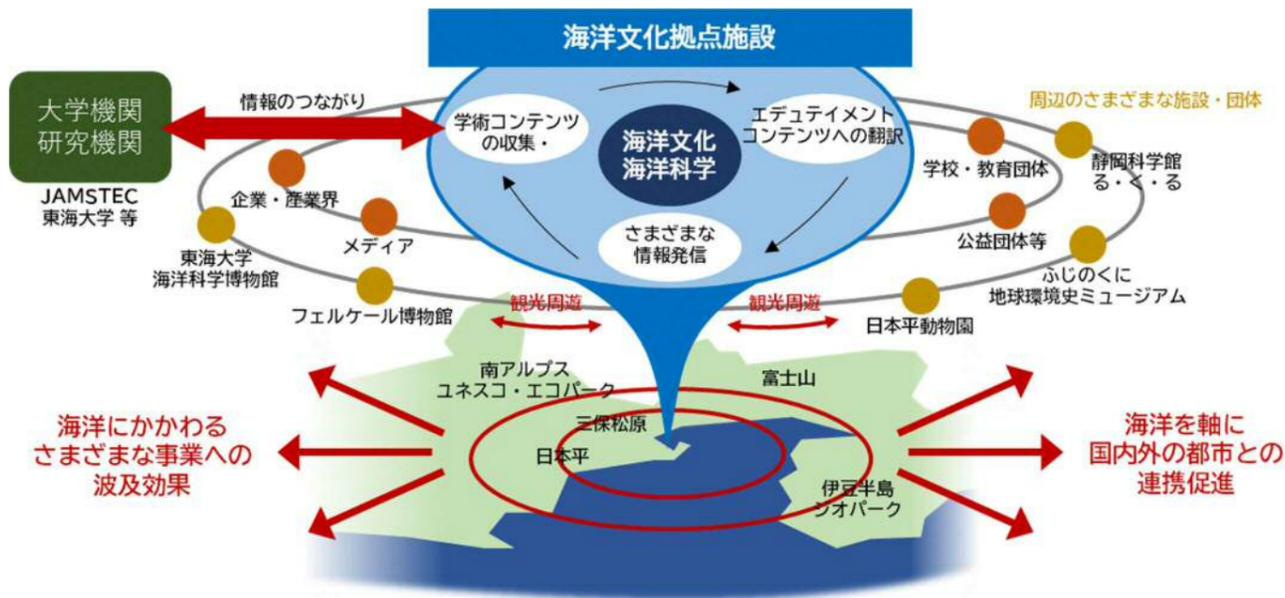 海洋文化拠点施設
大学機関
研究機関
JAMSTEC
東海大学 等
情報のつながり
学術コンテンツ
の収集・
海洋文化
海洋科学
エデュテイメント
コンテンツへの翻訳
さまざまな
情報発信
周辺のさまざまな施設・団体
静岡科学館
る・く・る
学校・教育団体
公益団体等
企業・産業界
メディア
東海大学
海洋科学博物館
フェルケール博物館
ふじのくに
地球環境史ミュージアム
日本平動物園
観光周遊
観光周遊
南アルプス
ユネスコ・エコパーク
富士山
三保松原
日本平
伊豆半島
ジオパーク
海洋にかかわる
さまざまな事業への
波及効果
海洋を軸に
国内外の都市との
連携促進